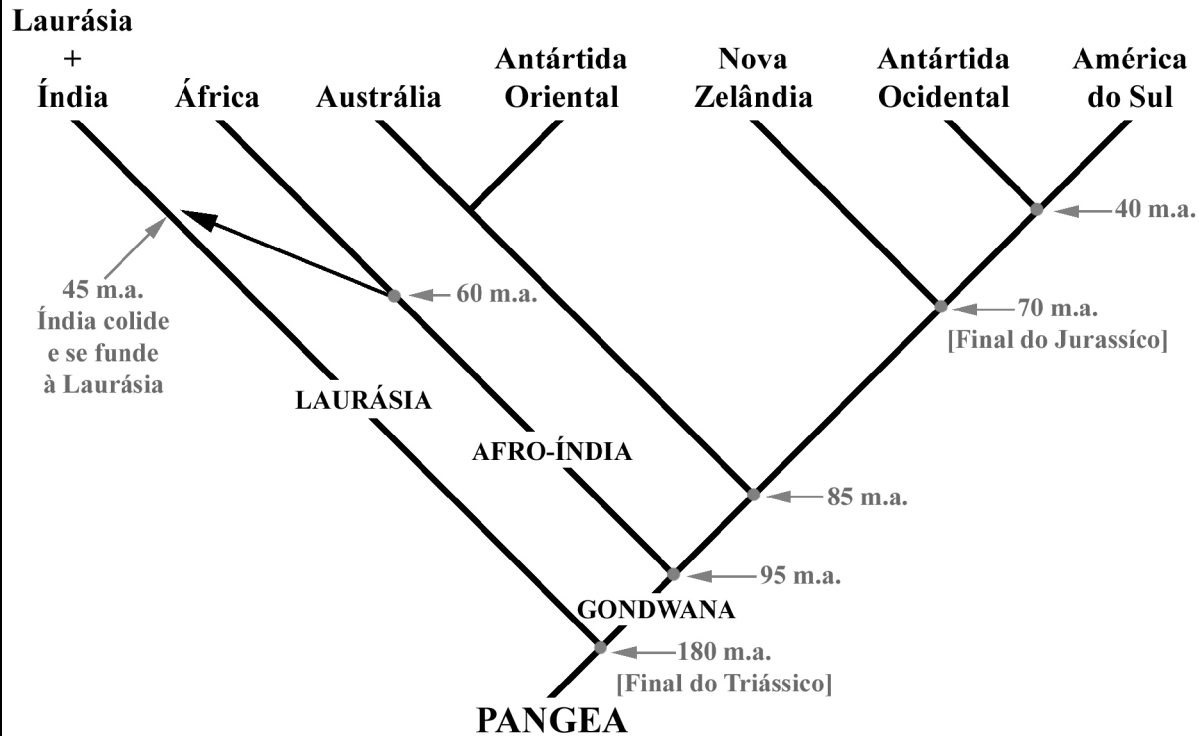 Laurásia
+
Índia
África
Austrália
Antártida
Oriental
Nova
Zelândia
Antártida
Ocidental
América
do Sul
40 m.a.
45 m.a.
Índia colide
e se funde
à Laurásia
60 m.a.
70 m.a.
[Final do Jurassíco]
LAURÁSIA
AFRO-ÍNDIA
85 m.a.
95 m.a.
GONDWANA
180 m.a.
[Final do Triássico]
PANGEA